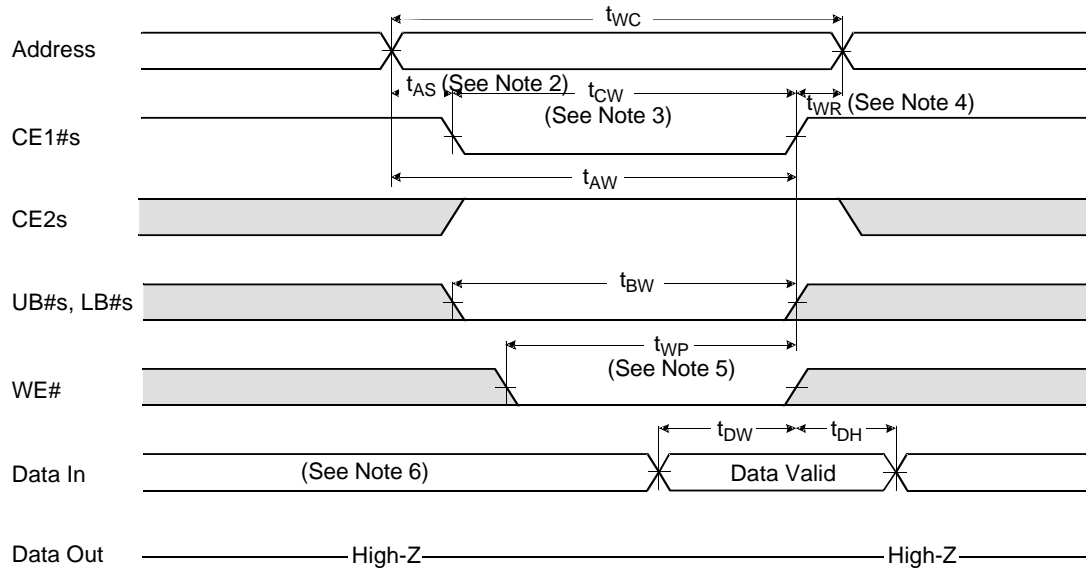 tWC
Address
tAS (See Note 2)
tCW
(See Note 3)
tWR (See Note 4)
CE1#s
tAW
CE2s
tBW
UB#s, LB#s
tWP
(See Note 5)
WE#
tDW
tDH
Data In
(See Note 6)
Data Valid
Data Out
High-Z
High-Z